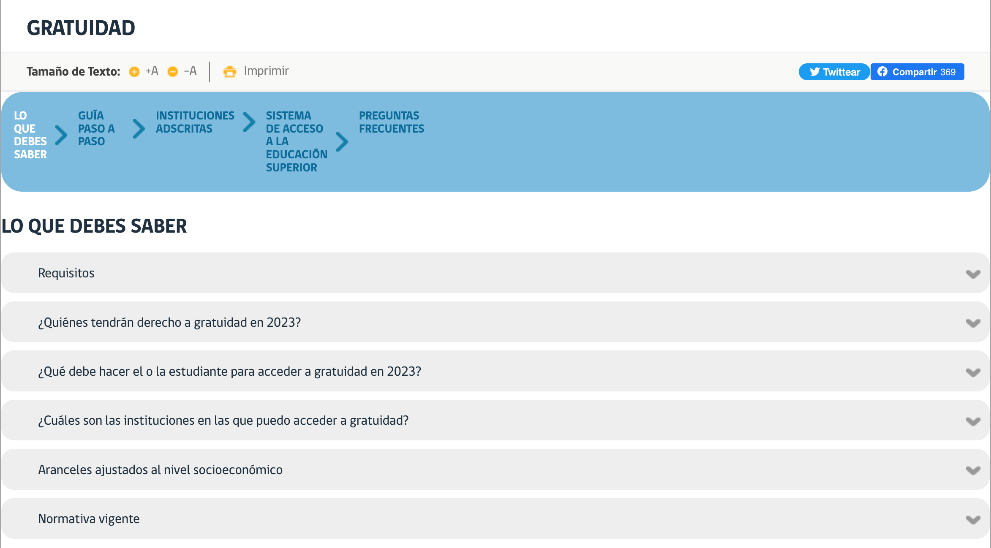 GRATUIDAD
Tamaño de Texto: +A -A Imprimir
Twittear Compartir 369
LO
QUE
DEBES
SABER
GUÍA
PASO A
PASO
INSTITUCIONES
ADSCRITAS
SISTEMA
DE ACCESO
A LA
EDUCACIÓN
SUPERIOR
PREGUNTAS
FRECUENTES
LO QUE DEBES SABER
Requisitos
¿Quiénes tendrán derecho a gratuidad en 2023?
¿Qué debe hacer el o la estudiante para acceder a gratuidad en 2023?
¿Cuáles son las instituciones en las que puedo acceder a gratuidad?
Aranceles ajustados al nivel socioeconómico
Normativa vigente